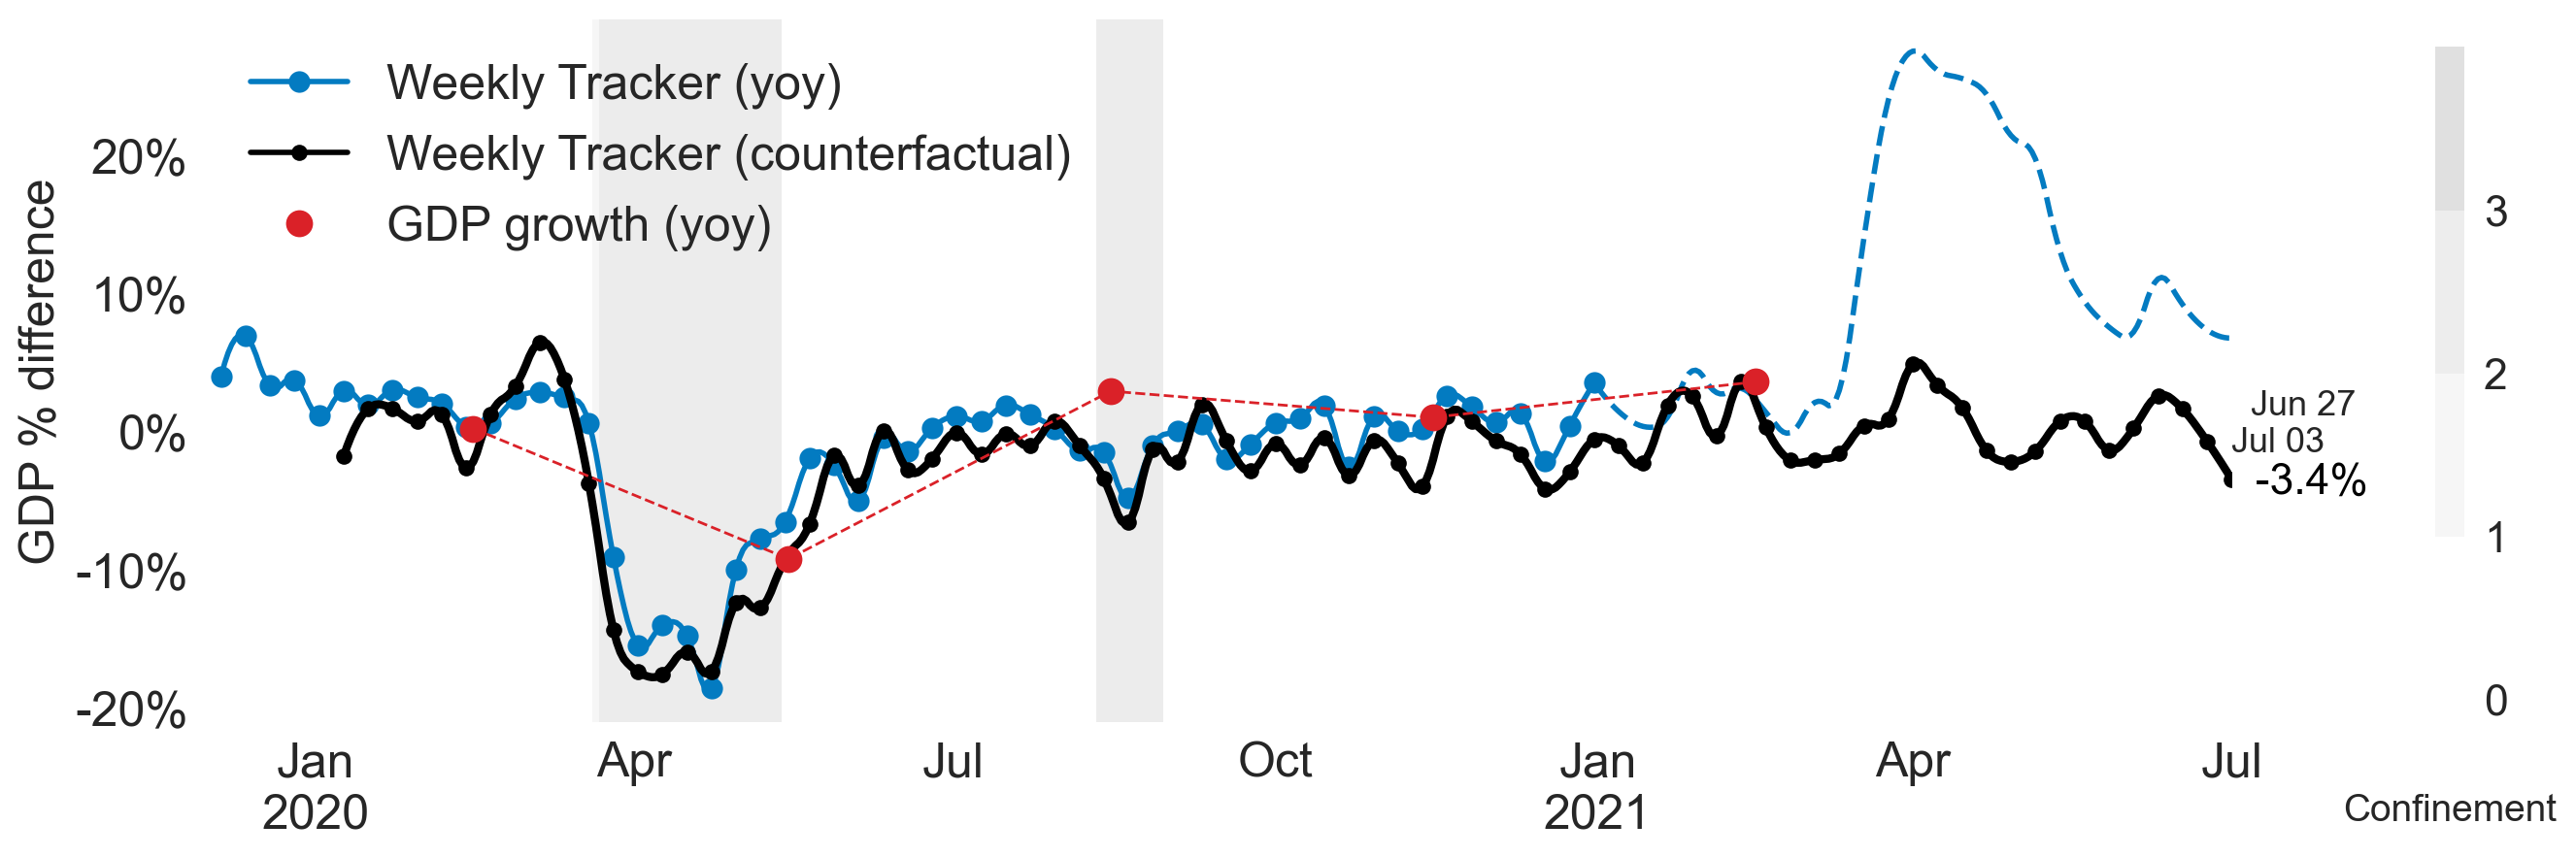 Weekly Tracker (yoy)
Weekly Tracker (counterfactual)
GDP growth (yoy)
GDP % difference
20%
10%
0%
-10%
-20%
Jan
2020
Apr
Jul
Oct
Jan
2021
Apr
Jul
Jun 27
Jul 03
-3.4%
3
2
1
0
Confinement